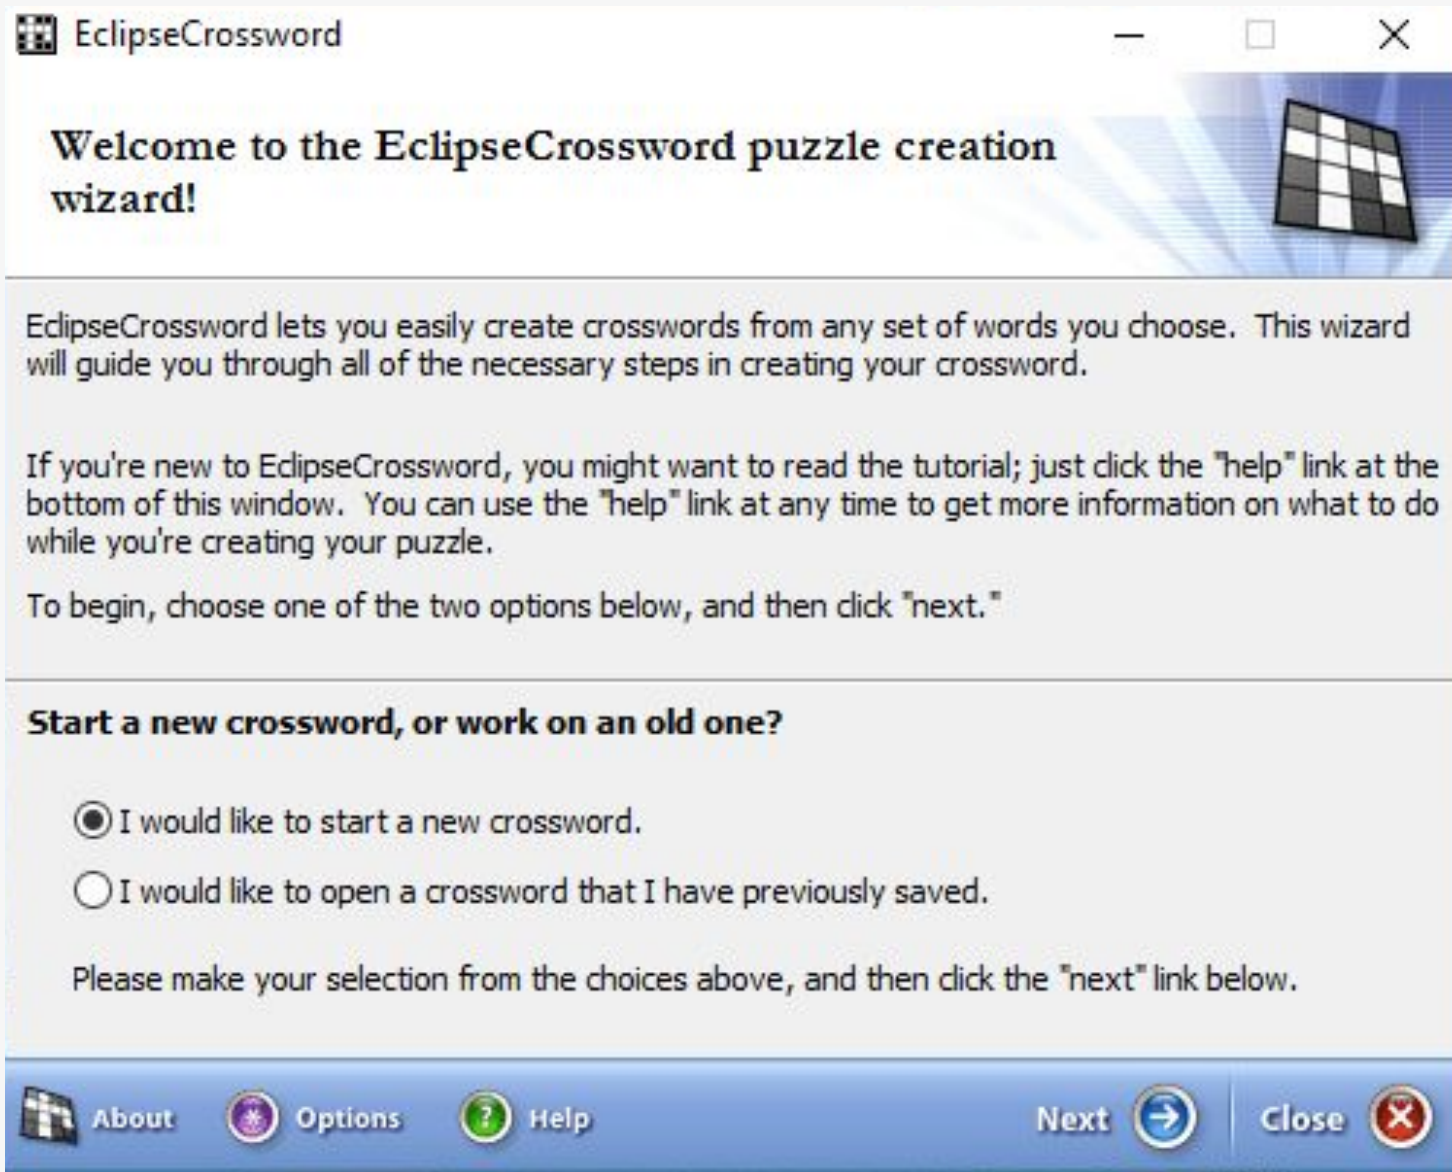 EclipseCrossword
Welcome to the EclipseCrossword puzzle creation
wizard!
EclipseCrossword lets you easily create crosswords from any set of words you choose.  This wizard
will guide you through all of the necessary steps in creating your crossword.
If you're new to EclipseCrossword, you might want to read the tutorial; just click the "help" link at the
bottom of this window.  You can use the "help" link at any time to get more information on what to do
while you're creating your puzzle.
To begin, choose one of the two options below, and then click "next."
Start a new crossword, or work on an old one?
I would like to start a new crossword.
I would like to open a crossword that I have previously saved.
Please make your selection from the choices above, and then click the "next" link below.
About Options Help Next Close